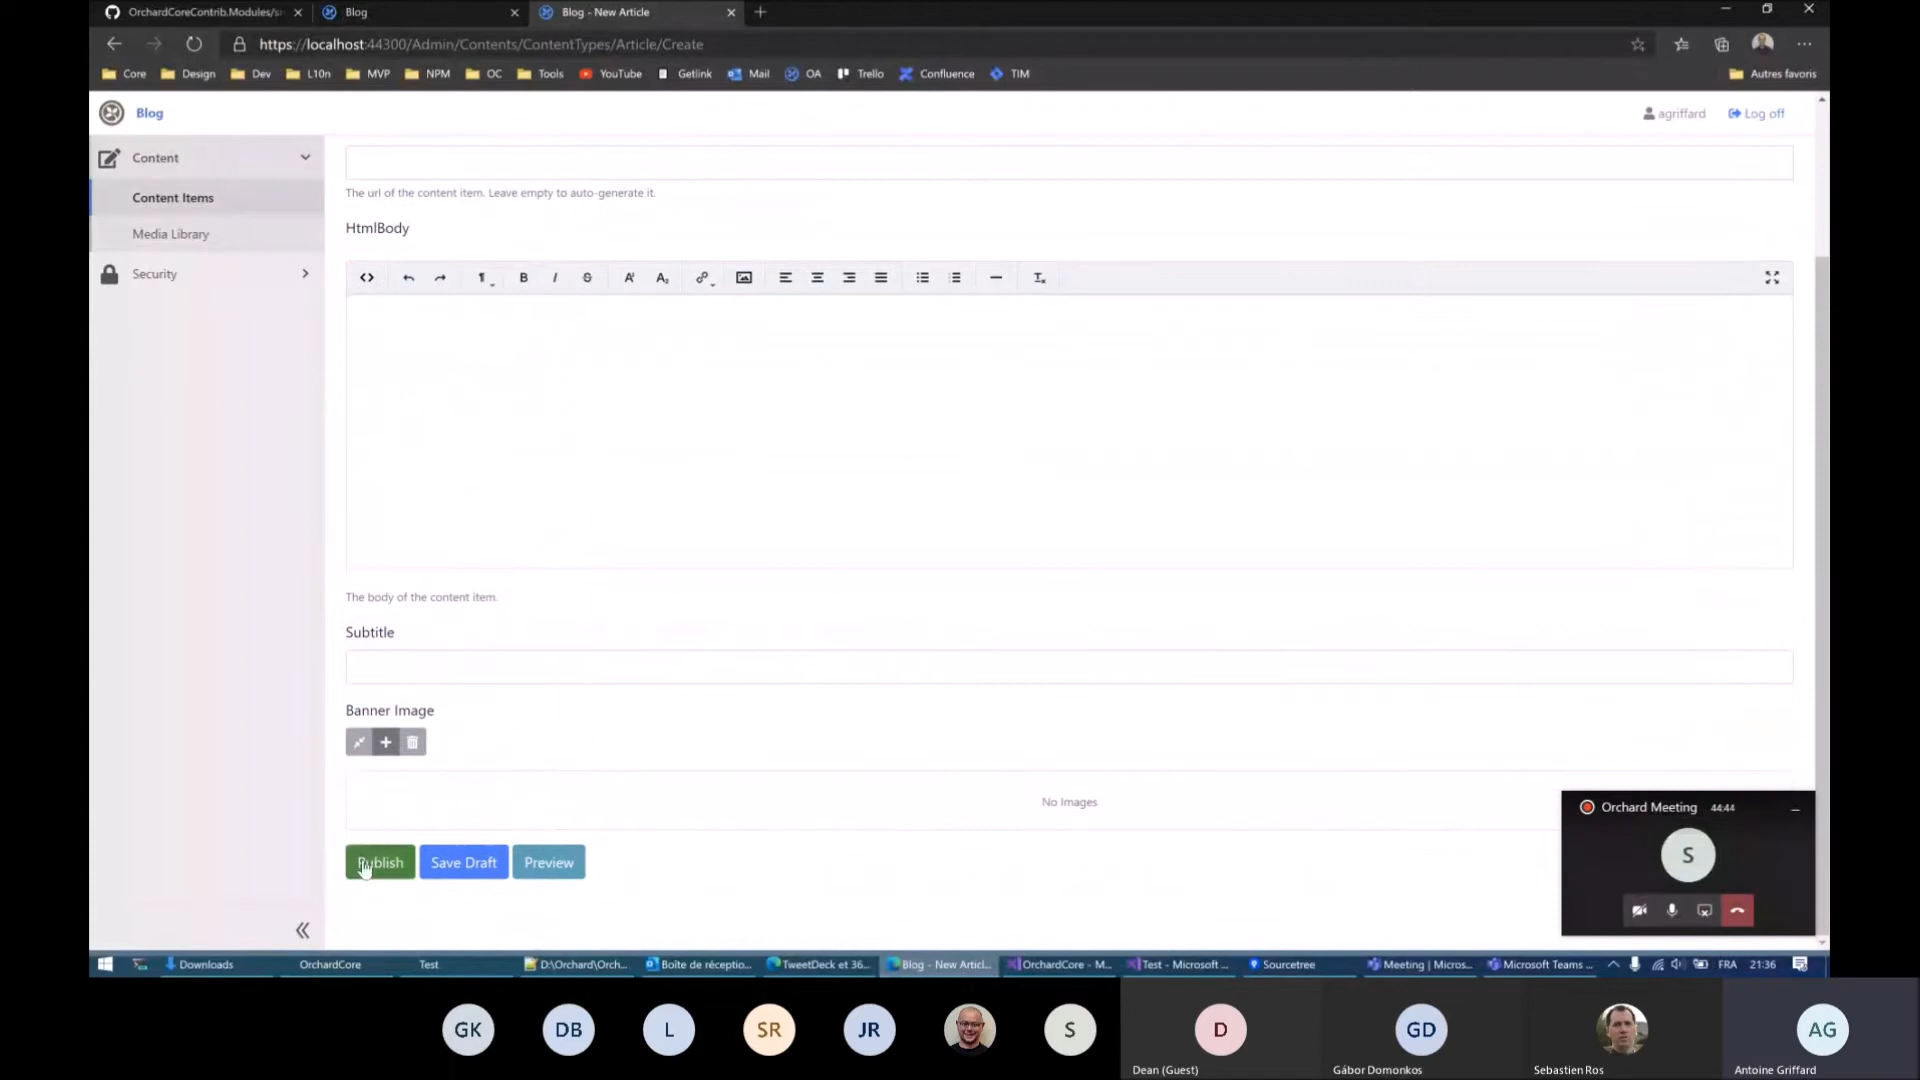 OrchardCoreContrib.Modules/sr
Blog
Blog - New Article
https://localhost:44300/Admin/Contents/ContentTypes/Article/Create
Core
Design
Dev
L10n
MVP
NPM
OC
Tools
YouTube
Getlink
Mail
OA
Trello
Confluence
TIM
Autres favoris
Blog
agriffard
Log off
Content
Content Items
Media Library
Security
The url of the content item. Leave empty to auto-generate it.
HtmlBody
The body of the content item.
Subtitle
Banner Image
No Images
Publish
Save Draft
Preview
Orchard Meeting 44:44
S
Downloads
OrchardCore
Test
D:\Orchard\Orch...
Boîte de réceptio...
TweetDeck et 36...
Blog - New Articl...
OrchardCore - M...
Test - Microsoft ...
Sourcetree
Meeting | Micros...
Microsoft Teams ...
FRA
21:36
GK
DB
L
SR
JR
S
D
GD
AG
Dean (Guest)
Gábor Domonkos
Sebastien Ros
Antoine Griffard